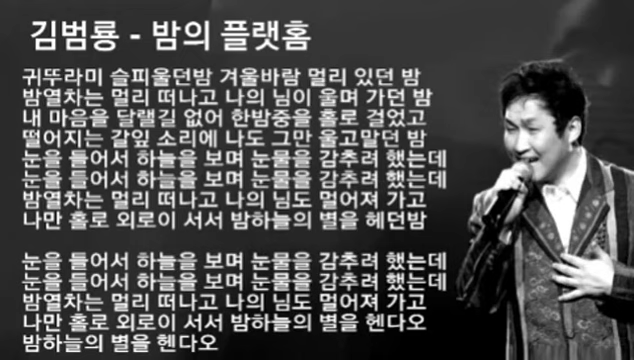 김범룡 - 밤의 플랫홈
귀뚜라미 슬피울던밤 겨울바람 멀리 있던 밤
밤열차는 멀리 떠나고 나의 님이 울며 가던 밤
내 마음을 달랠길 없어 한밤중을 홀로 걸었고
떨어지는 갈잎 소리에 나도 그만 울고말던 밤
눈을 들어서 하늘을 보며 눈물을 감추려 했는데
눈을 들어서 하늘을 보며 눈물을 감추려 했는데
밤열차는 멀리 떠나고 나의 님도 멀어져 가고
나만 홀로 외로이 서서 밤하늘의 별을 헤던밤
눈을 들어서 하늘을 보며 눈물을 감추려 했는데
눈을 들어서 하늘을 보며 눈물을 감추려 했는데
밤열차는 멀리 떠나고 나의 님도 멀어져 가고
나만 홀로 외로이 서서 밤하늘의 별을 헨다오
밤하늘의 별을 헨다오